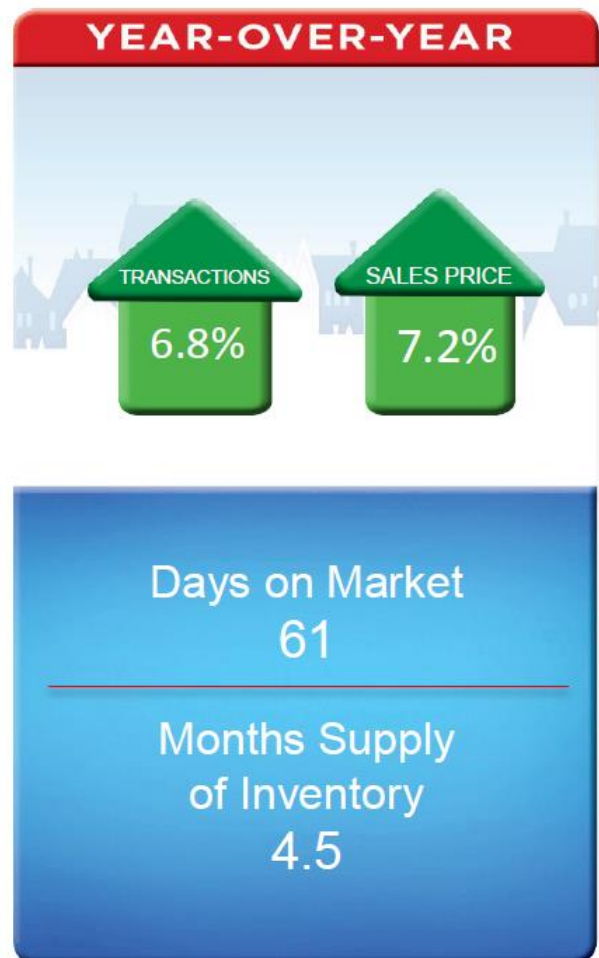 YEAR-OVER-YEAR
TRANSACTIONS
6.8%
SALES PRICE
7.2%
Days on Market
61
Months Supply
of Inventory
4.5